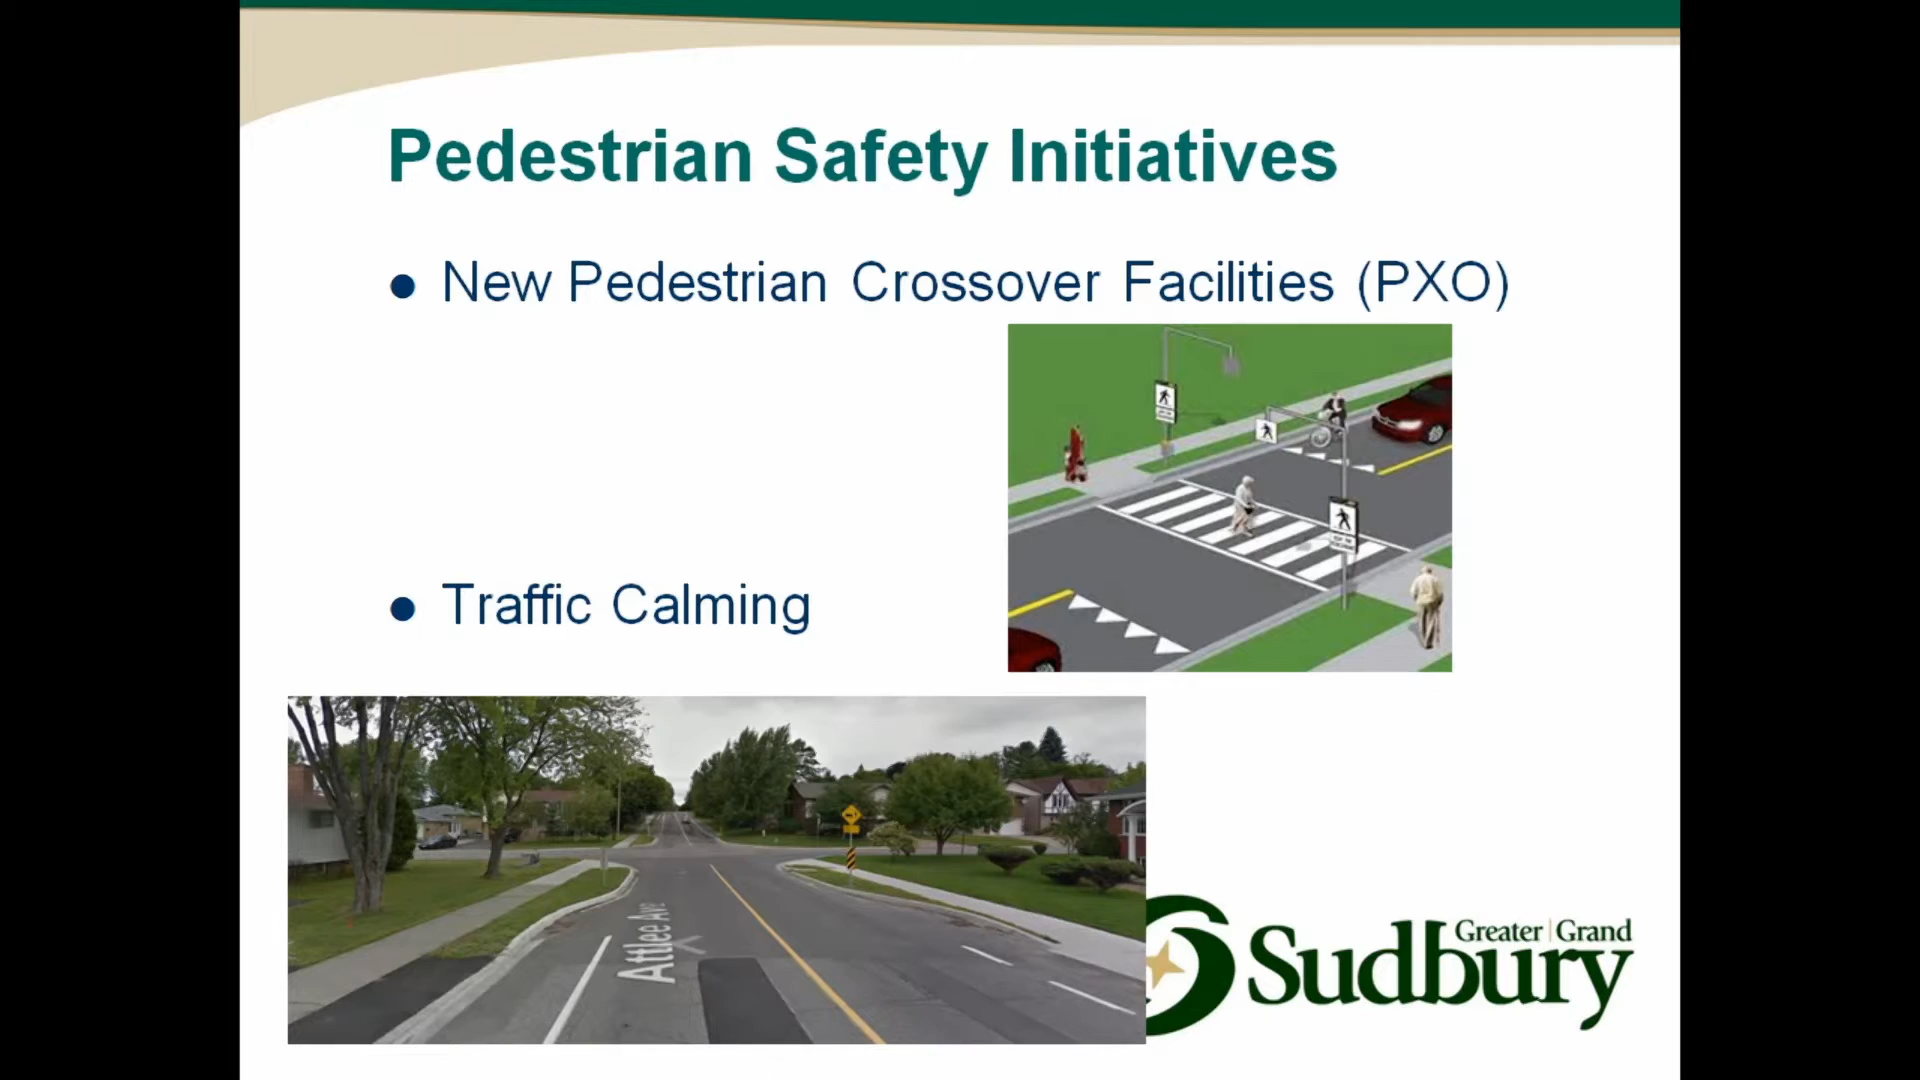 Pedestrian Safety Initiatives
New Pedestrian Crossover Facilities (PXO)
Traffic Calming
Attlee Ave
Greater Grand
Sudbury